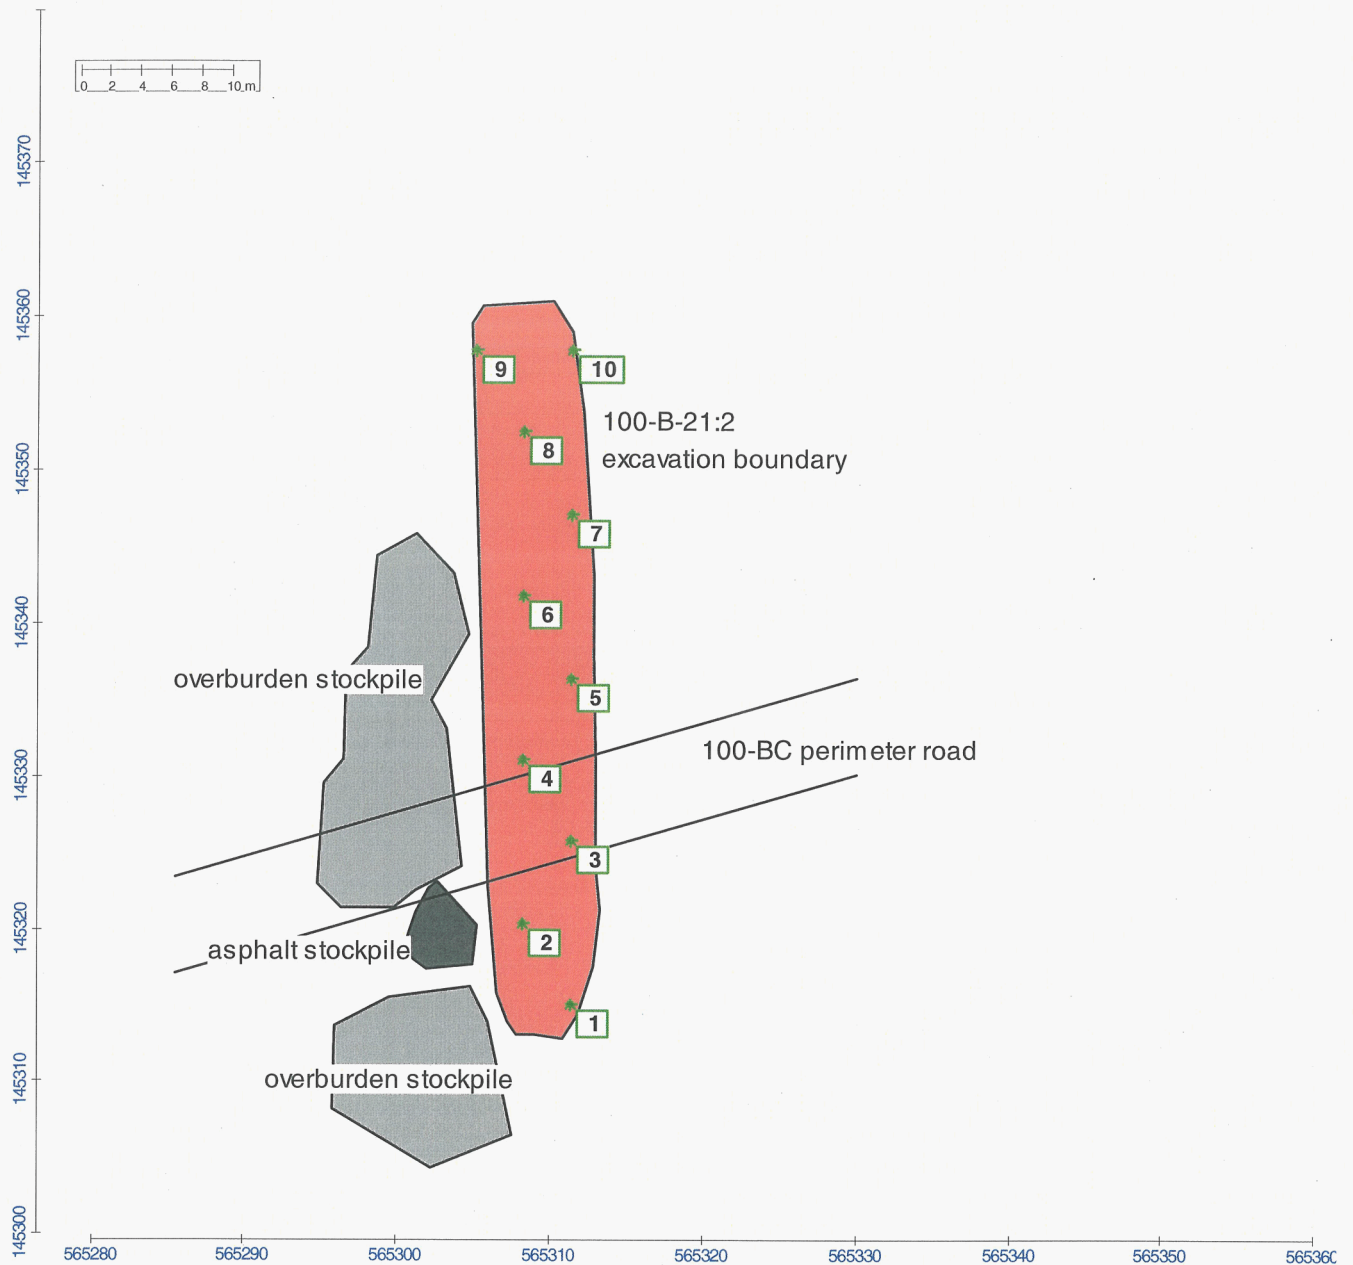 0 2 4 6 8 10 m
145370
145360
9
10
100-B-21:2
excavation boundary
8
145350
7
6
145340
overburden stockpile
5
100-BC perimeter road
145330
4
3
2
145320
asphalt stockpile
1
145310
overburden stockpile
145300
565280 565290 565300 565310 565320 565330 565340 565350 565360